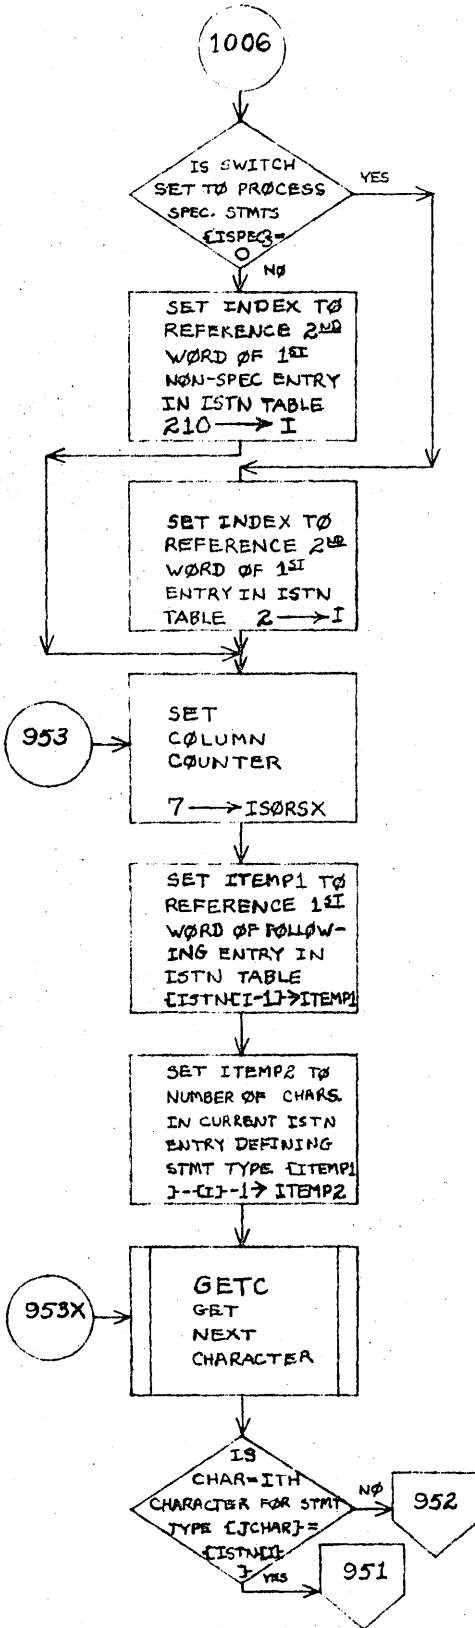 1006
IS SWITCH
SET TØ PRØCESS
SPEC. STMTS
{ISPEC}=
0
YES
NØ
SET INDEX TØ
REFERENCE 2ND
WØRD ØF 1ST
NØN-SPEC ENTRY
IN ISTN TABLE
210 → I
SET INDEX TØ
REFERENCE 2ND
WØRD ØF 1ST
ENTRY IN ISTN
TABLE 2 → I
953
SET
CØLUMN
CØUNTER
7 → ISØRSX
SET ITEMP1 TØ
REFERENCE 1ST
WØRD ØF FØLLØW-
ING ENTRY IN
ISTN TABLE
{ISTN[I-1]}→ITEMP1
SET ITEMP2 TØ
NUMBER ØF CHARS.
IN CURRENT ISTN
ENTRY DEFINING
STMT TYPE {ITEMP1
}-{I}-1→ ITEMP2
953X
GETC
GET
NEXT
CHARACTER
IS
CHAR=ITH
CHARACTER FØR STMT
TYPE {JCHAR}=
{ISTN[I]
}
NØ
952
YES
951